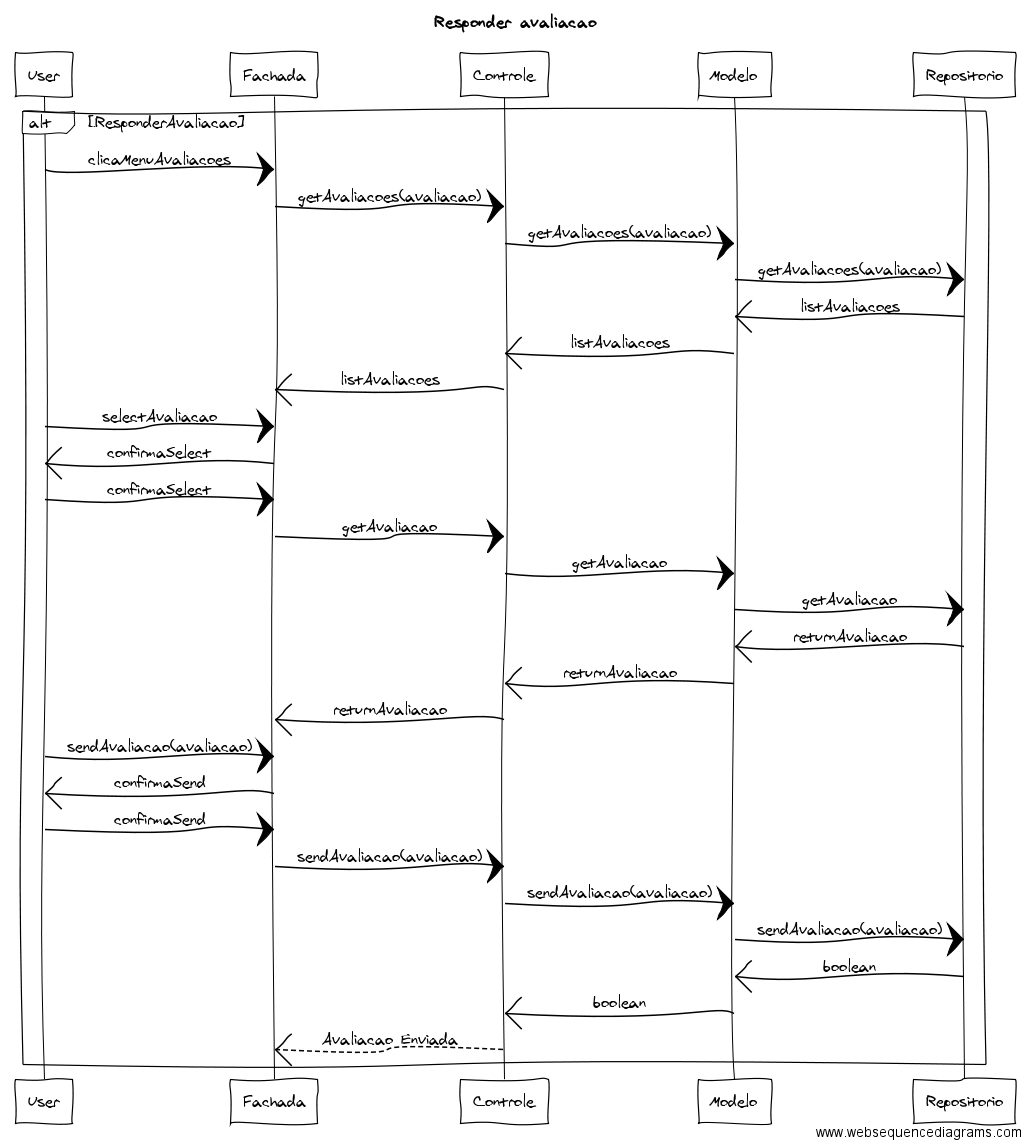 Responder avaliacao
User Fachada Controle Modelo Repositorio
alt [ResponderAvaliacao]
clicaMenuAvaliacoes
getAvaliacoes(avaliacao)
getAvaliacoes(avaliacao)
getAvaliacoes(avaliacao)
listAvaliacoes
listAvaliacoes
listAvaliacoes
selectAvaliacao
confirmaSelect
confirmaSelect
getAvaliacao
getAvaliacao
getAvaliacao
returnAvaliacao
returnAvaliacao
returnAvaliacao
sendAvaliacao(avaliacao)
confirmaSend
confirmaSend
sendAvaliacao(avaliacao)
sendAvaliacao(avaliacao)
sendAvaliacao(avaliacao)
boolean
boolean
Avaliacao Enviada
User Fachada Controle Modelo Repositorio
www.websequencediagrams.com